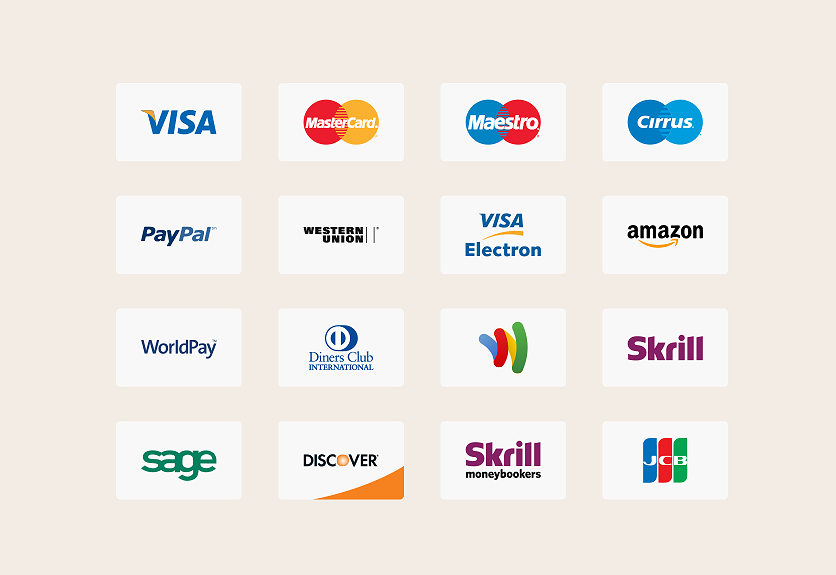 VISA
MasterCard.
Maestro
Cirrus.
PayPal
WESTERN
UNION
VISA
Electron
amazon
WorldPay
Diners Club
INTERNATIONAL
Skrill
sage
DISCOVER
Skrill
moneybookers
JCB